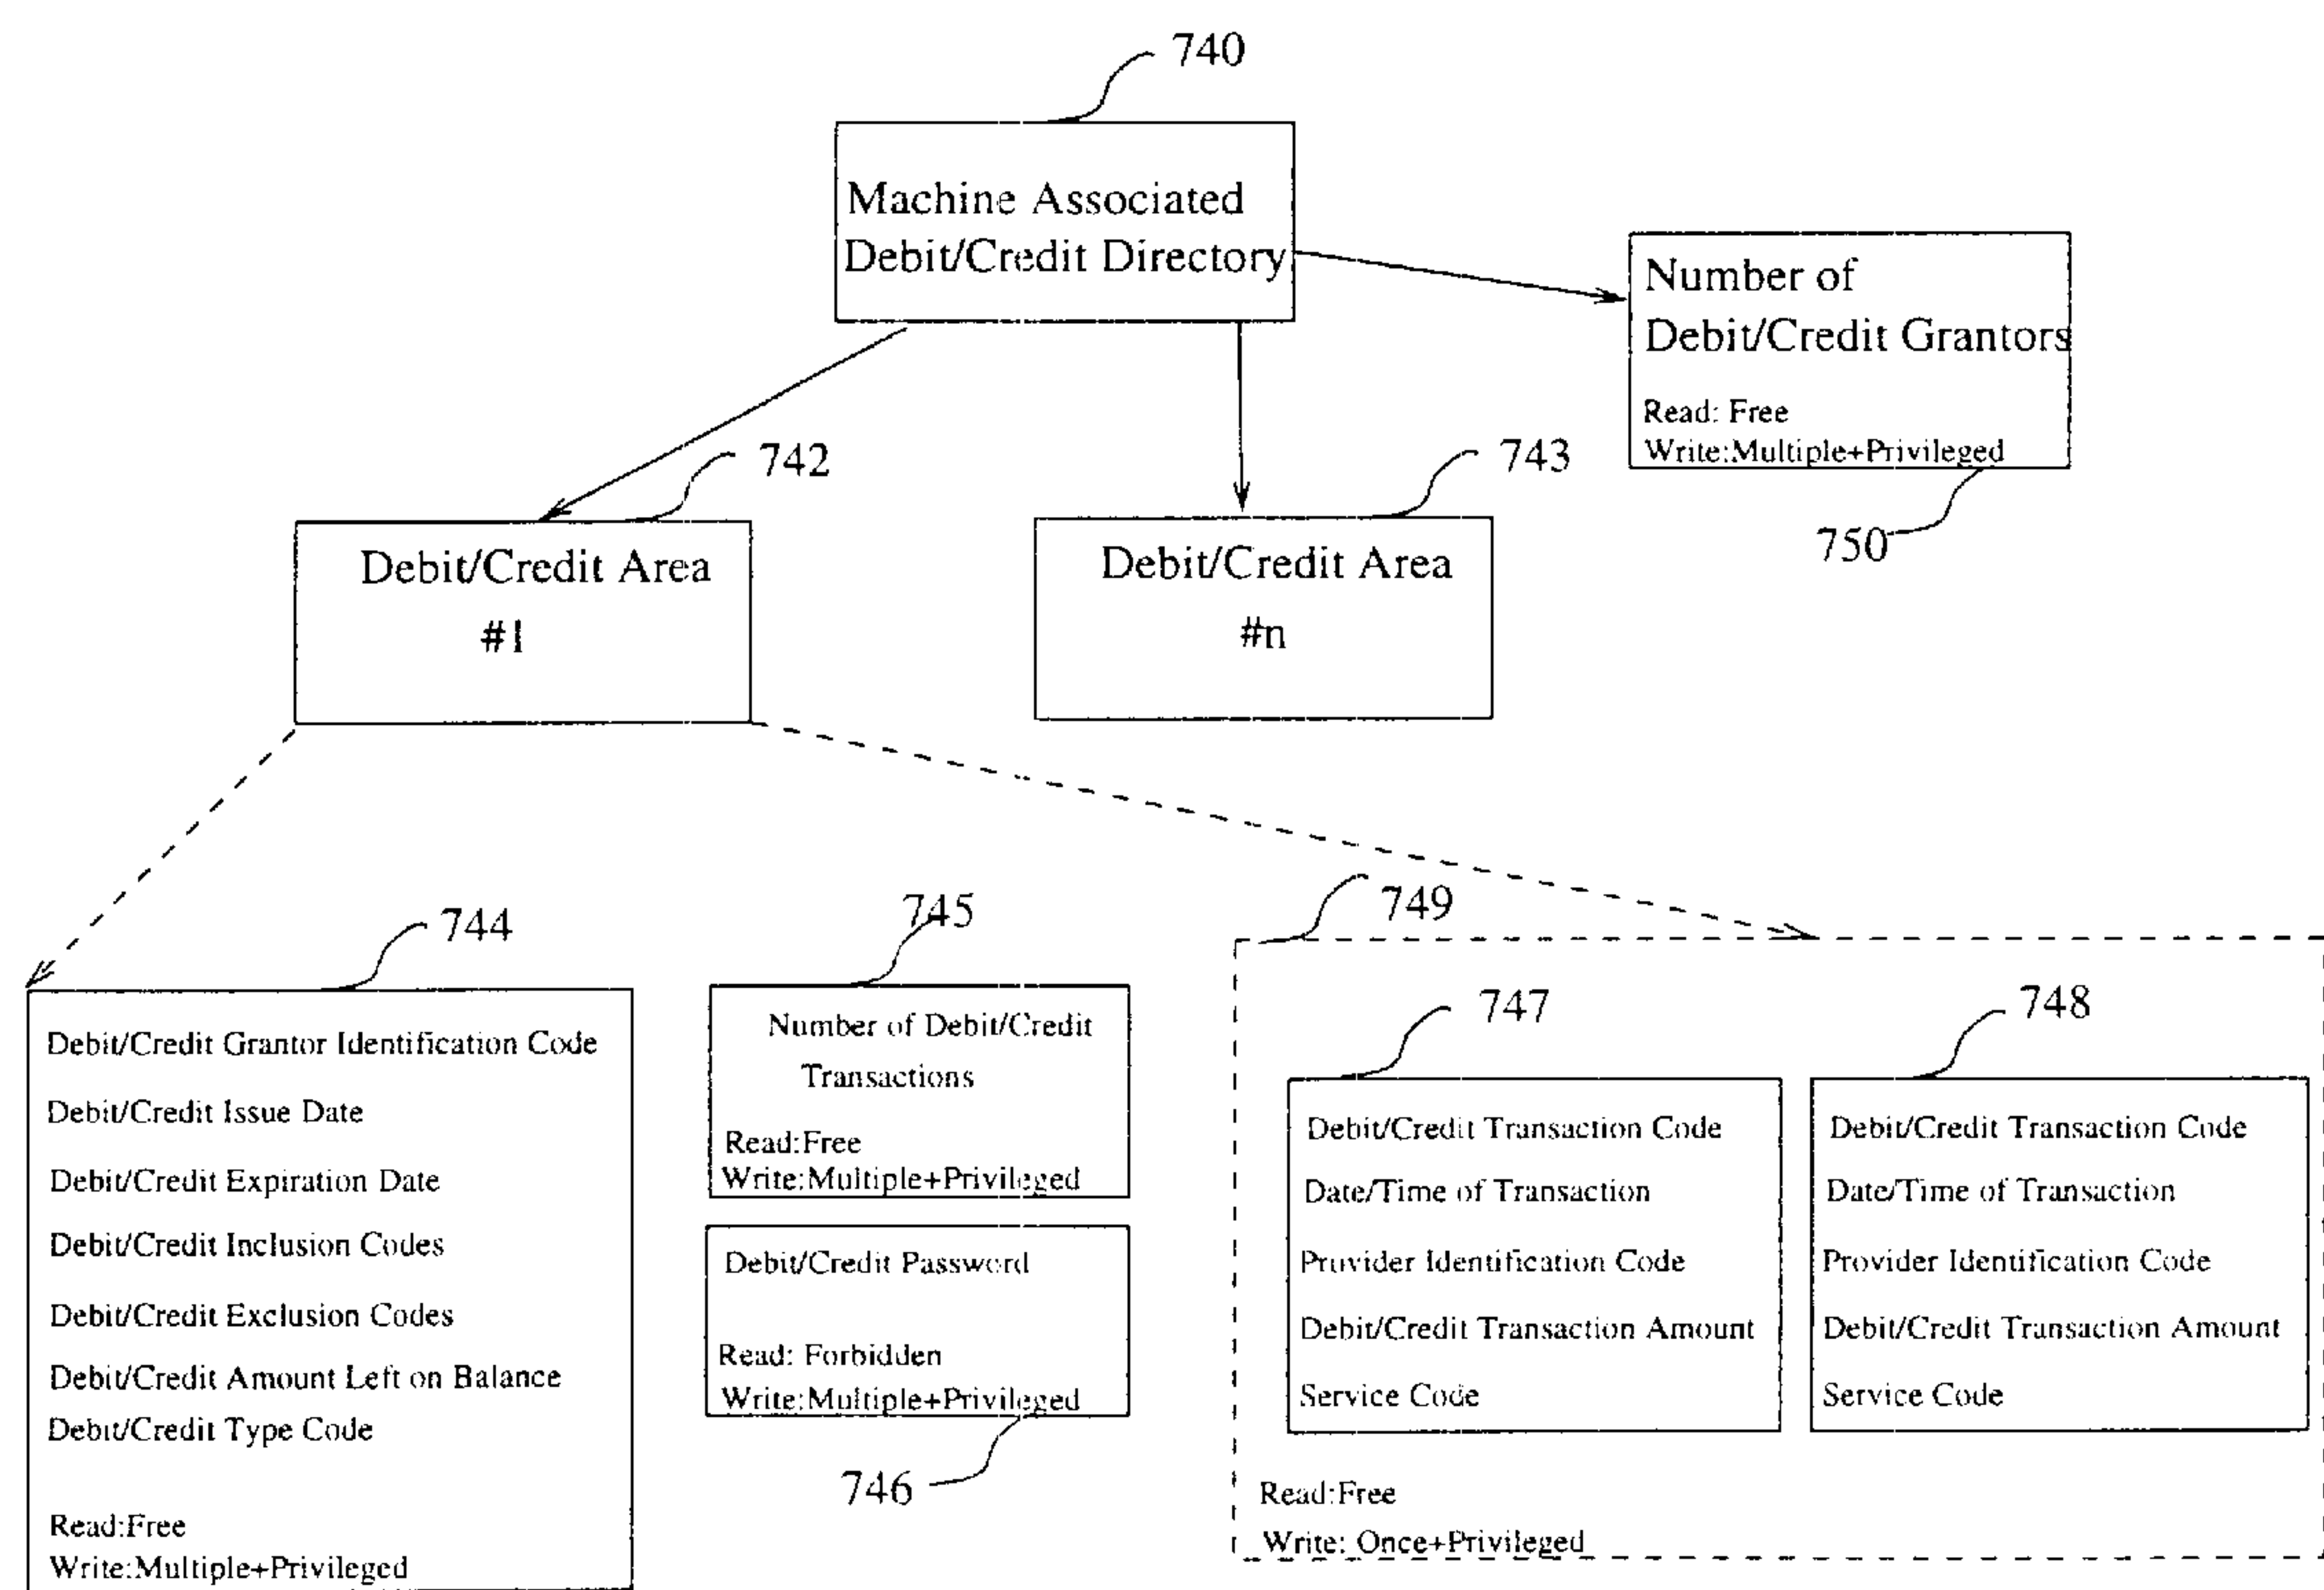 740
Machine Associated
Debit/Credit Directory
Number of
Debit/Credit Grantors
Read: Free
Write:Multiple+Privileged
750
742
743
Debit/Credit Area
#1
Debit/Credit Area
#n
744
Debit/Credit Grantor Identification Code
Debit/Credit Issue Date
Debit/Credit Expiration Date
Debit/Credit Inclusion Codes
Debit/Credit Exclusion Codes
Debit/Credit Amount Left on Balance
Debit/Credit Type Code
Read:Free
Write:Multiple+Privileged
745
Number of Debit/Credit
Transactions
Read:Free
Write:Multiple+Privileged
Debit/Credit Password
Read: Forbidden
Write:Multiple+Privileged
746
749
747
Debit/Credit Transaction Code
Date/Time of Transaction
Provider Identification Code
Debit/Credit Transaction Amount
Service Code
748
Debit/Credit Transaction Code
Date/Time of Transaction
Provider Identification Code
Debit/Credit Transaction Amount
Service Code
Read:Free
Write: Once+Privileged